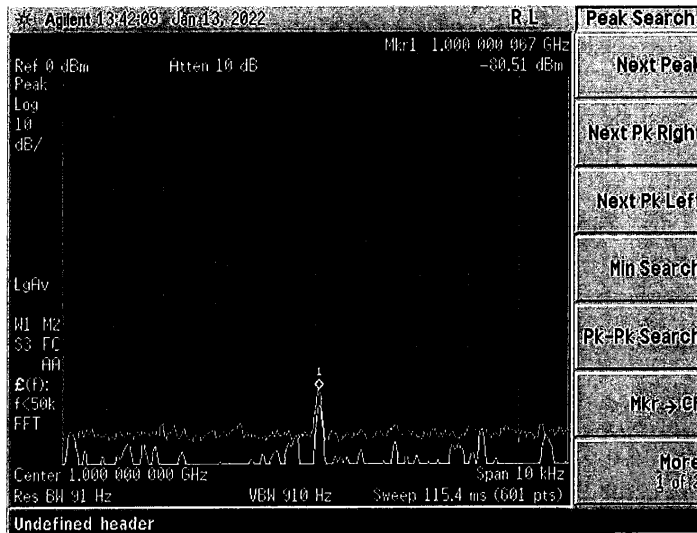 Agilent 13:42:09 Jan 13, 2022 R L
Peak Search
Mkr1 1.000 000 067 GHz
Ref 0 dBm Atten 10 dB -80.51 dBm
Peak
Log
10
dB/
LgAv
W1 M2
S3 FC
AA
£(f):
f<50k
FFT
1
Center 1.000 000 000 GHz Span 10 kHz
Res BW 91 Hz VBW 910 Hz Sweep 115.4 ms (601 pts)
Undefined header
Next Peak
Next Pk Righ
Next Pk Lef
Min Search
Pk-Pk Search
Mkr→C
More
1 of